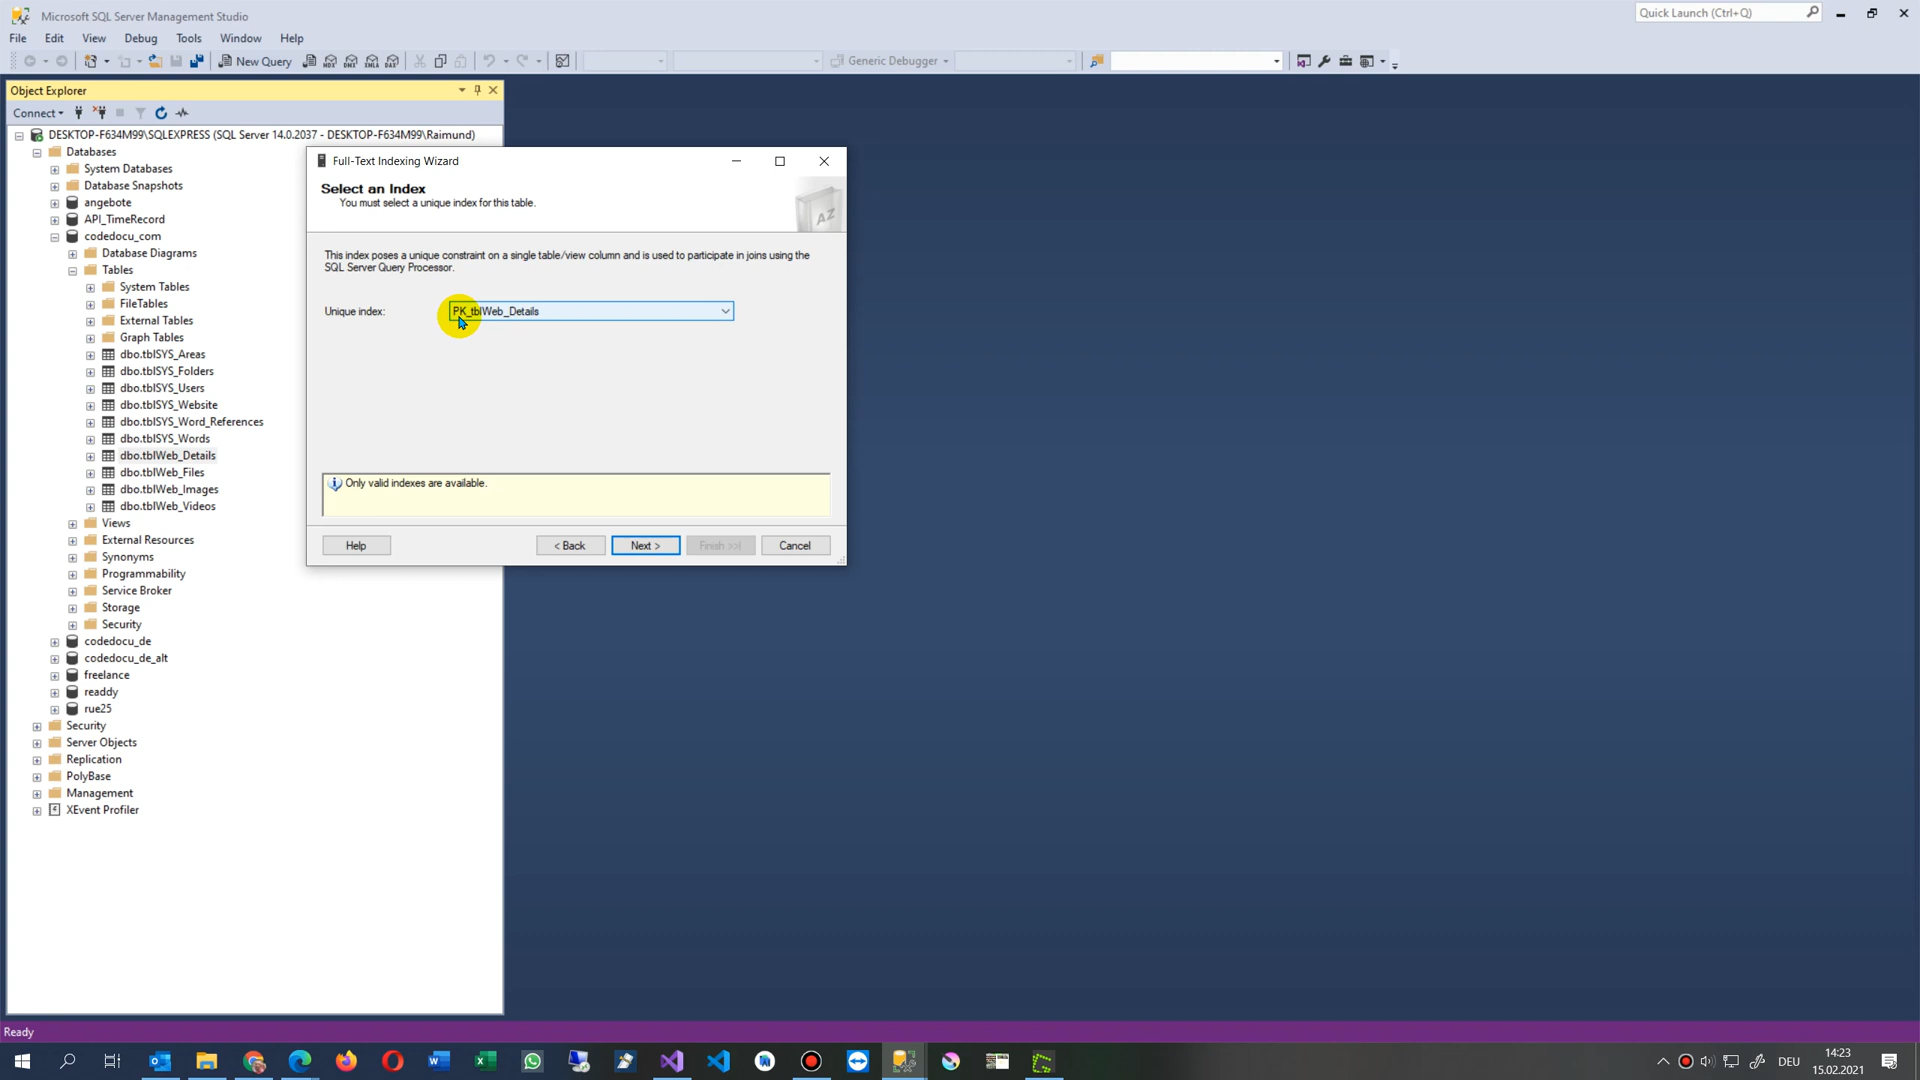 Microsoft SQL Server Management Studio
Quick Launch (Ctrl+Q)
File Edit View Debug Tools Window Help
New Query
Generic Debugger
Object Explorer
Connect
DESKTOP-F634M99\SQLEXPRESS (SQL Server 14.0.2037 - DESKTOP-F634M99\Raimund)
Databases
System Databases
Database Snapshots
angebote
API_TimeRecord
codedocu_com
Database Diagrams
Tables
System Tables
FileTables
External Tables
Graph Tables
dbo.tblSYS_Areas
dbo.tblSYS_Folders
dbo.tblSYS_Users
dbo.tblSYS_Website
dbo.tblSYS_Word_References
dbo.tblSYS_Words
dbo.tblWeb_Details
dbo.tblWeb_Files
dbo.tblWeb_Images
dbo.tblWeb_Videos
Views
External Resources
Synonyms
Programmability
Service Broker
Storage
Security
codedocu_de
codedocu_de_alt
freelance
readdy
rue25
Security
Server Objects
Replication
PolyBase
Management
XEvent Profiler
Full-Text Indexing Wizard
Select an Index
You must select a unique index for this table.
AZ
This index poses a unique constraint on a single table/view column and is used to participate in joins using the
SQL Server Query Processor.
Unique index: PK_tblWeb_Details
Only valid indexes are available.
Help < Back Next > Finish >>| Cancel
Ready
DEU
14:23
15.02.2021